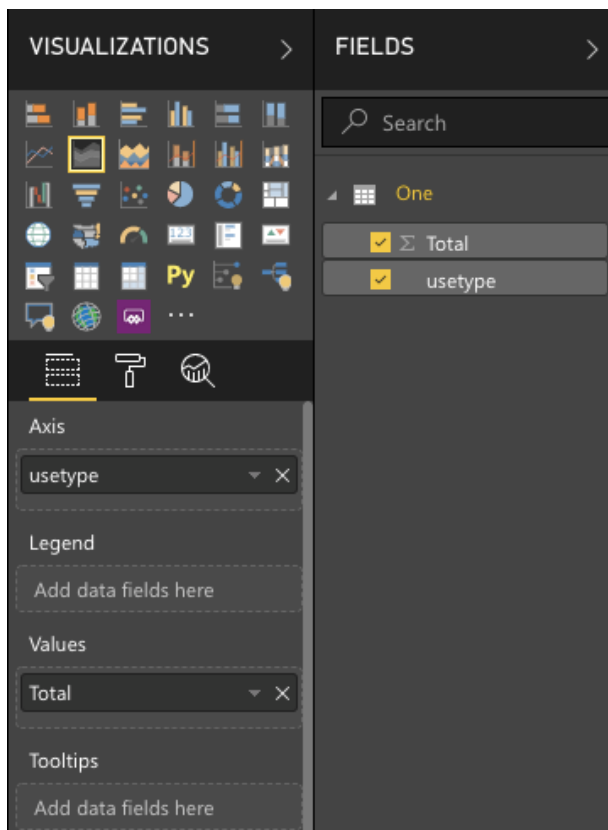 VISUALIZATIONS
FIELDS
Search
One
Σ Total
usetype
123
Py
...
Axis
usetype
Legend
Add data fields here
Values
Total
Tooltips
Add data fields here